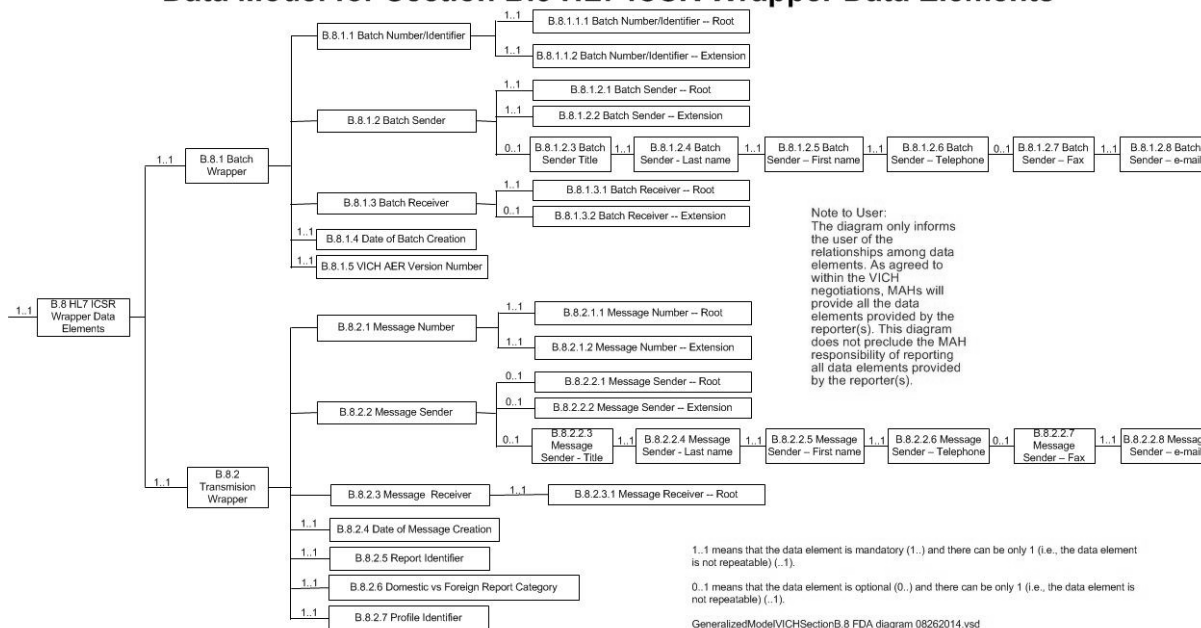 Data Model for Section B.8 HL7 ICSR Wrapper Data Elements
B.8.1.1 Batch Number/Identifier
1..1
B.8.1.1.1 Batch Number/Identifier -- Root
1..1
B.8.1.1.2 Batch Number/Identifier -- Extension
B.8.1.2 Batch Sender
1..1
B.8.1.2.1 Batch Sender -- Root
1..1
B.8.1.2.2 Batch Sender -- Extension
0..1
B.8.1.2.3 Batch
Sender Title
1..1
B.8.1.2.4 Batch
Sender - Last name
1..1
B.8.1.2.5 Batch
Sender – First name
1..1
B.8.1.2.6 Batch
Sender – Telephone
0..1
B.8.1.2.7 Batch
Sender – Fax
1..1
B.8.1.2.8 Batch
Sender – e-mail
1..1
B.8.1 Batch
Wrapper
B.8.1.3 Batch Receiver
1..1
B.8.1.3.1 Batch Receiver -- Root
0..1
B.8.1.3.2 Batch Receiver -- Extension
1..1
B.8.1.4 Date of Batch Creation
1..1
B.8.1.5 VICH AER Version Number
Note to User:
The diagram only informs
the user of the
relationships among data
elements. As agreed to
within the VICH
negotiations, MAHs will
provide all the data
elements provided by the
reporter(s). This diagram
does not preclude the MAH
responsibility of reporting
all data elements provided
by the reporter(s).
1..1
B.8 HL7 ICSR
Wrapper Data
Elements
B.8.2.1 Message Number
1..1
B.8.2.1.1 Message Number -- Root
1..1
B.8.2.1.2 Message Number -- Extension
B.8.2.2 Message Sender
0..1
B.8.2.2.1 Message Sender -- Root
0..1
B.8.2.2.2 Message Sender -- Extension
0..1
B.8.2.2.3
Message
Sender - Title
1..1
B.8.2.2.4 Message
Sender - Last name
1..1
B.8.2.2.5 Message
Sender – First name
1..1
B.8.2.2.6 Message
Sender – Telephone
0..1
B.8.2.2.7
Message
Sender – Fax
1..1
B.8.2.2.8 Message
Sender – e-mail
1..1
B.8.2
Transmision
Wrapper
B.8.2.3 Message Receiver
1..1
B.8.2.3.1 Message Receiver -- Root
1..1
B.8.2.4 Date of Message Creation
1..1
B.8.2.5 Report Identifier
1..1
B.8.2.6 Domestic vs Foreign Report Category
1..1
B.8.2.7 Profile Identifier
1..1 means that the data element is mandatory (1..) and there can be only 1 (i.e., the data element
is not repeatable) (..1).
0..1 means that the data element is optional (0..) and there can be only 1 (i.e., the data element is
not repeatable) (..1).
GeneralizedModelVICHSectionB.8 FDA diagram 08262014.vsd